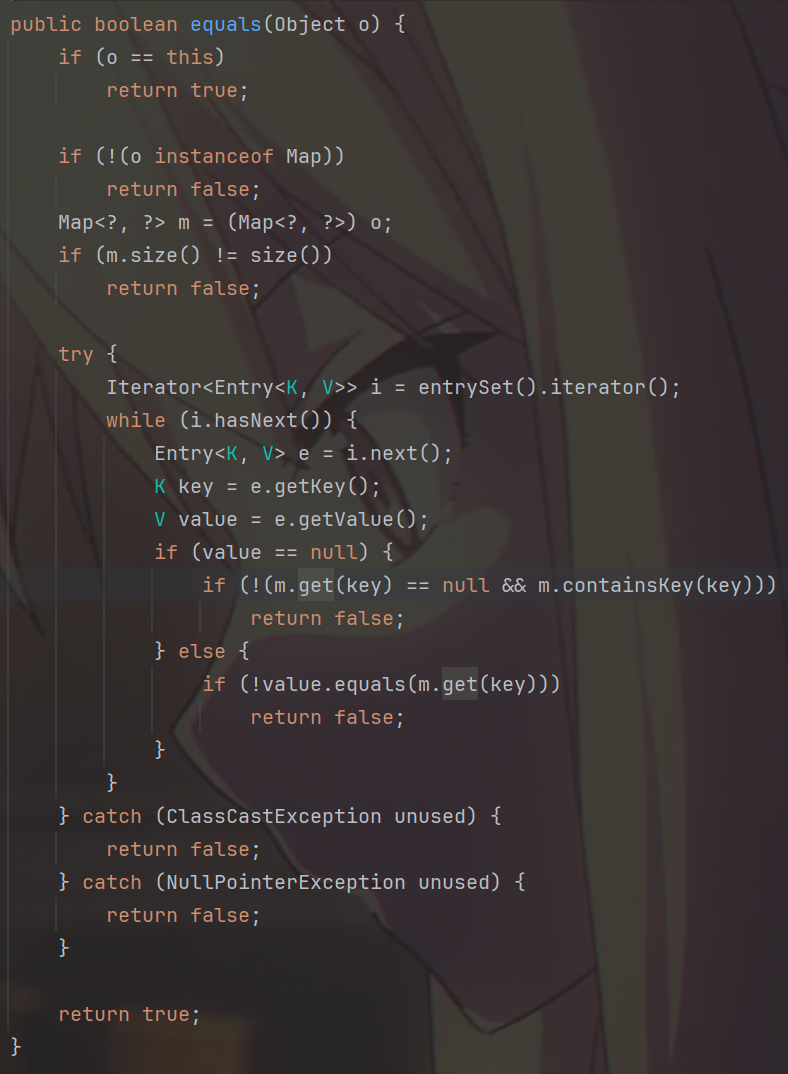 public boolean equals(Object o) {
    if (o == this)
        return true;

    if (!(o instanceof Map))
        return false;
    Map<?, ?> m = (Map<?, ?>) o;
    if (m.size() != size())
        return false;

    try {
        Iterator<Entry<K, V>> i = entrySet().iterator();
        while (i.hasNext()) {
            Entry<K, V> e = i.next();
            K key = e.getKey();
            V value = e.getValue();
            if (value == null) {
                if (!(m.get(key) == null && m.containsKey(key)))
                    return false;
            } else {
                if (!value.equals(m.get(key)))
                    return false;
            }
        }
    } catch (ClassCastException unused) {
        return false;
    } catch (NullPointerException unused) {
        return false;
    }

    return true;
}